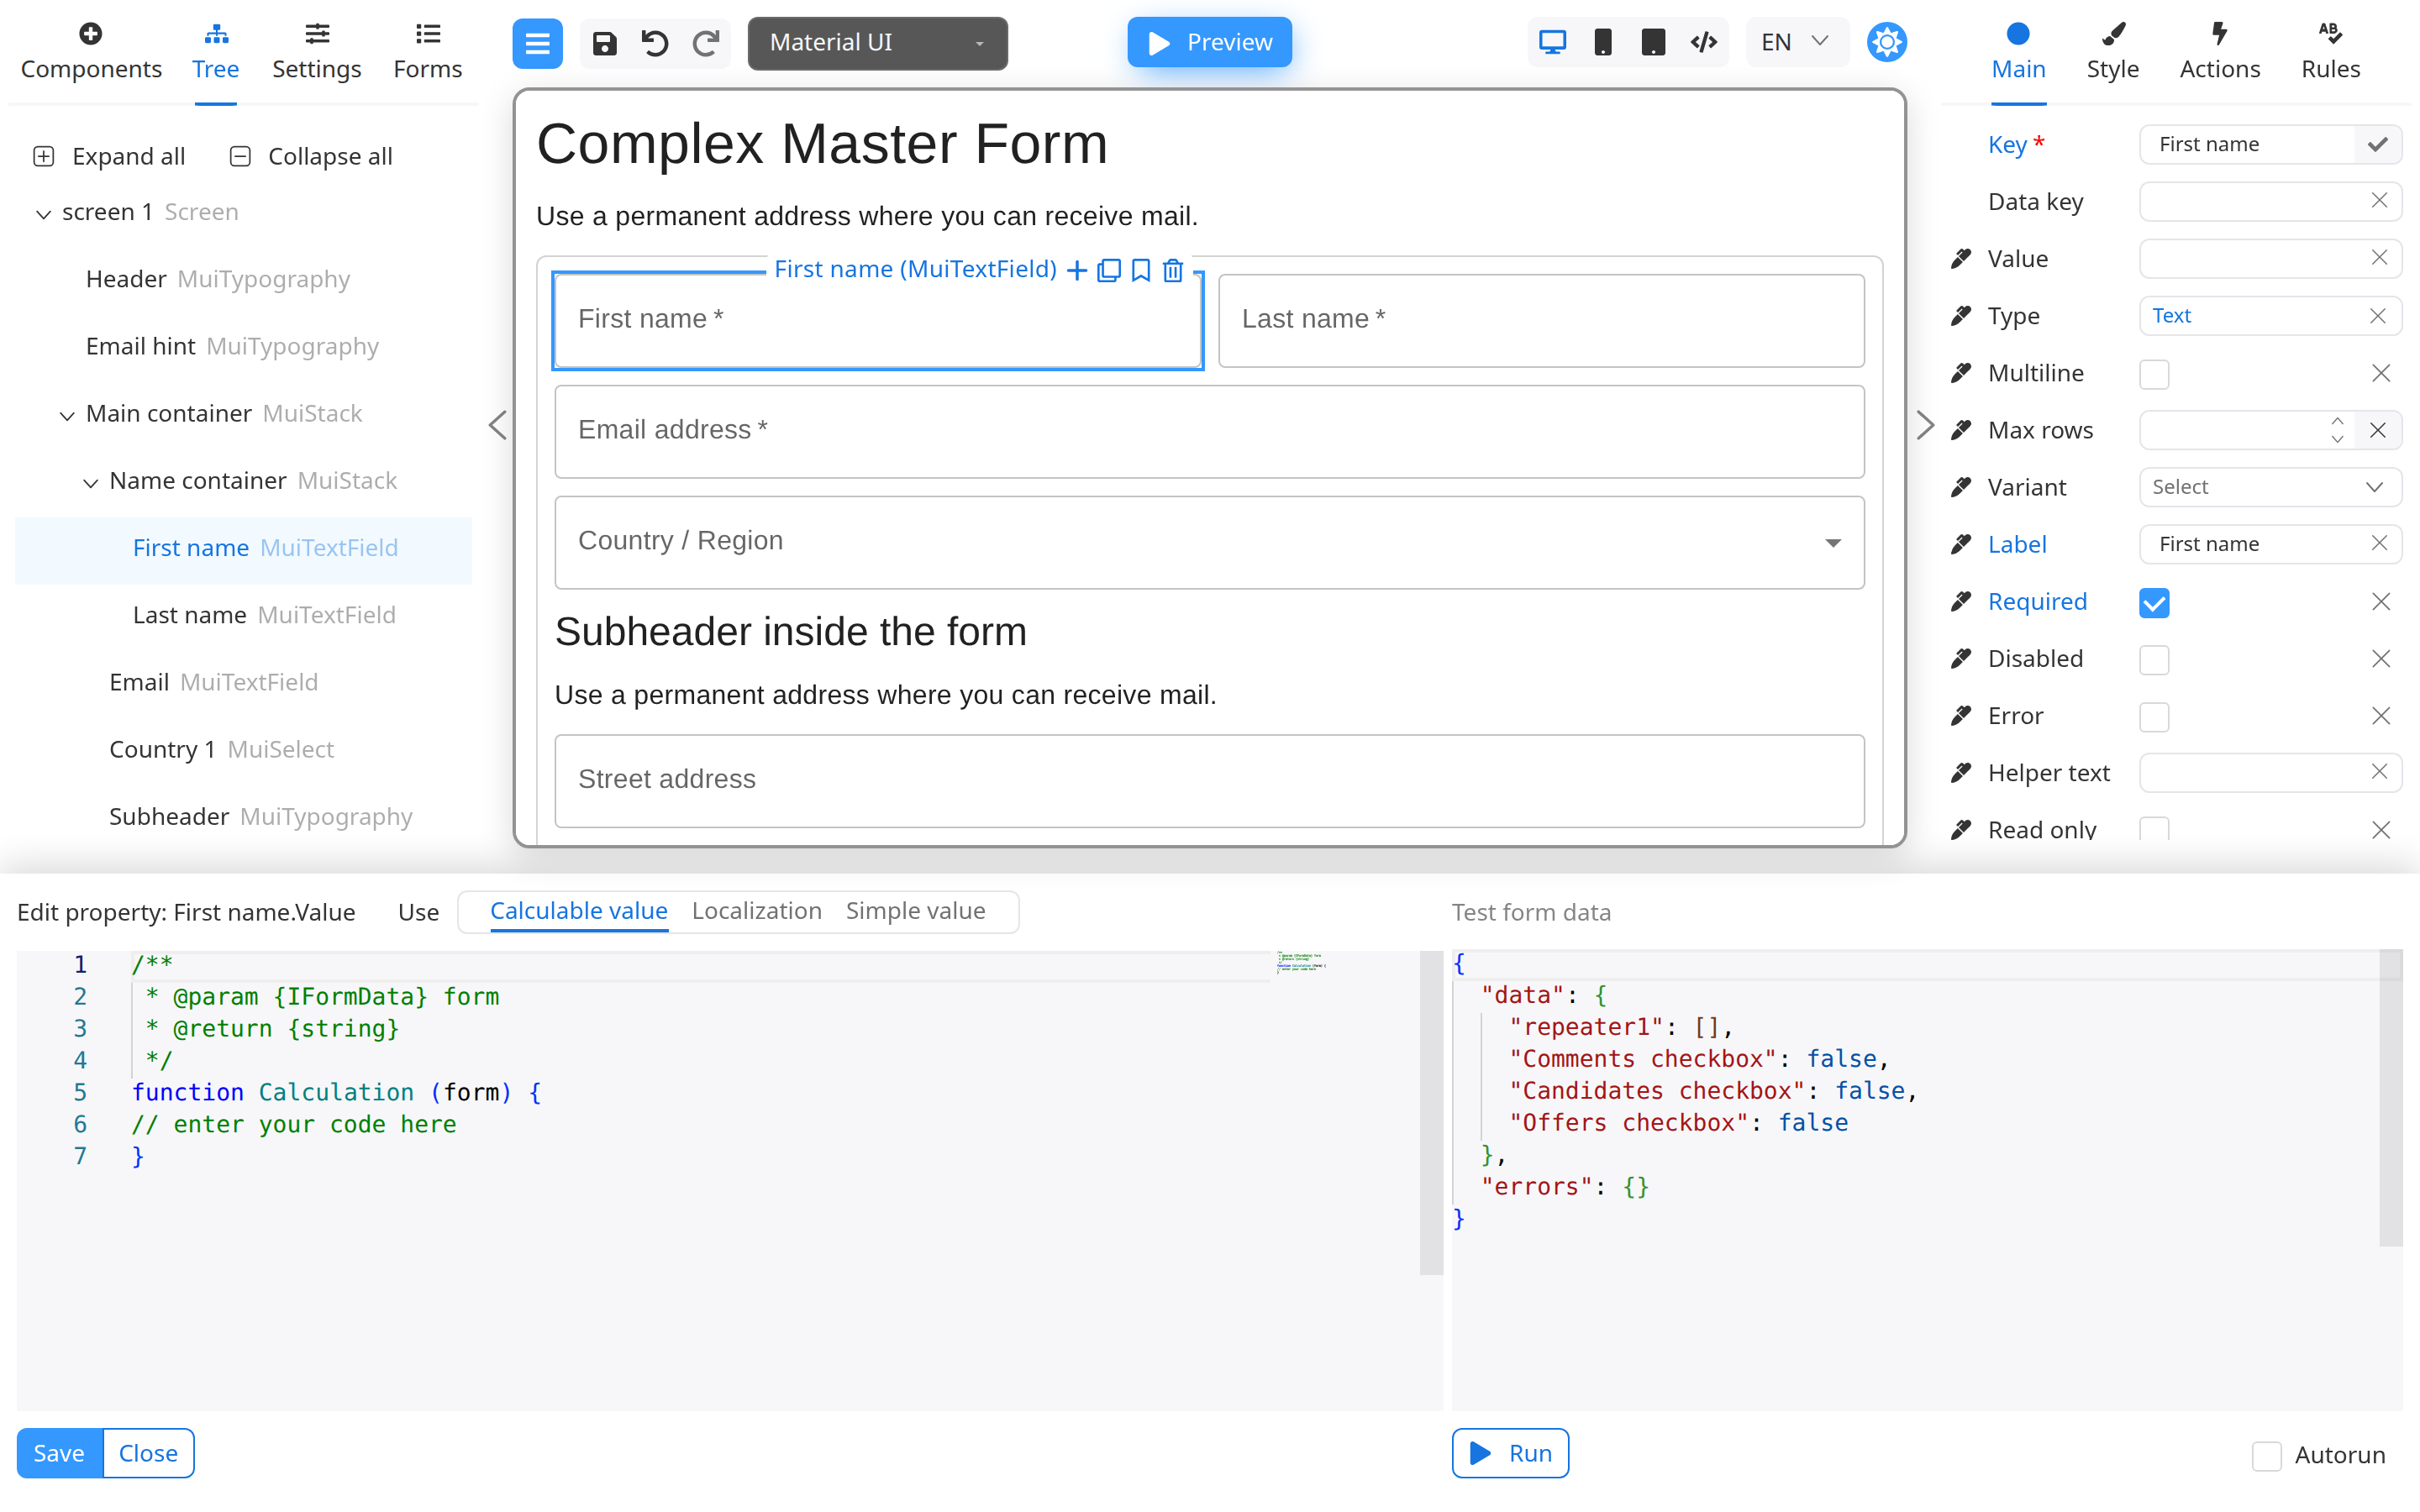 Components Tree Settings Forms
Material UI
Preview
EN
Main Style Actions Rules
Expand all Collapse all
screen 1 Screen
Header MuiTypography
Email hint MuiTypography
Main container MuiStack
Name container MuiStack
First name MuiTextField
Last name MuiTextField
Email MuiTextField
Country 1 MuiSelect
Subheader MuiTypography
Complex Master Form
Use a permanent address where you can receive mail.
First name (MuiTextField)
First name *
Last name *
Email address *
Country / Region
Subheader inside the form
Use a permanent address where you can receive mail.
Street address
Key * First name
Data key
Value
Type Text
Multiline
Max rows
Variant Select
Label First name
Required
Disabled
Error
Helper text
Read only
Edit property: First name.Value Use Calculable value Localization Simple value
1 /**
2  * @param {IFormData} form
3  * @return {string}
4  */
5 function Calculation (form) {
6 // enter your code here
7 }
Save Close
Test form data
{
  "data": {
    "repeater1": [],
    "Comments checkbox": false,
    "Candidates checkbox": false,
    "Offers checkbox": false
  },
  "errors": {}
}
Run
Autorun